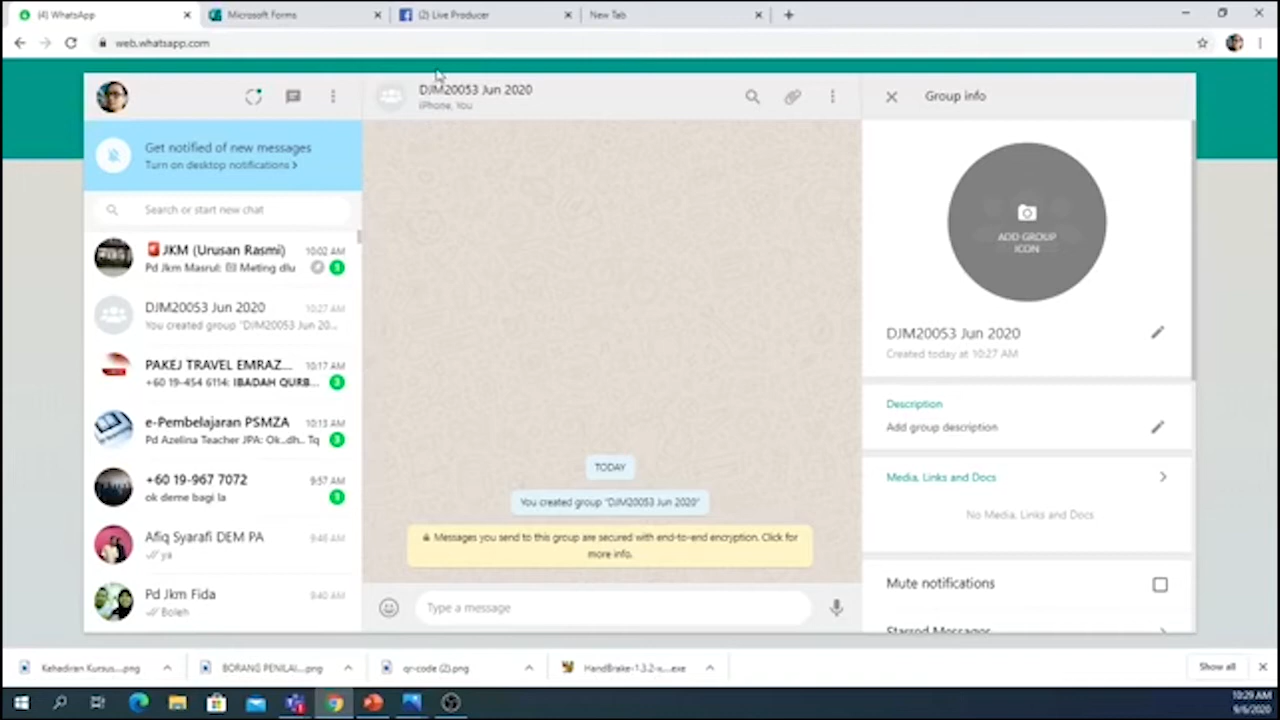 (4) WhatsApp
Microsoft Forms
(2) Live Producer
New Tab
web.whatsapp.com
DJM20053 Jun 2020
iPhone, You
Group info
Get notified of new messages
Turn on desktop notifications >
Search or start new chat
JKM (Urusan Rasmi) 10:02 AM
Pd Jkm Masrul: Meting dlu
DJM20053 Jun 2020 10:27 AM
You created group "DJM20053 Jun 20...
PAKEJ TRAVEL EMRAZ... 10:17 AM
+60 19-454 6114: IBADAH QURB...
e-Pembelajaran PSMZA 10:13 AM
Pd Azelina Teacher JPA: Ok..dh.. Tq
+60 19-967 7072 9:57 AM
ok deme bagi la 1
Afiq Syarafi DEM PA 9:46 AM
ya
Pd Jkm Fida 9:40 AM
Boleh
TODAY
You created group "DJM20053 Jun 2020"
Messages you send to this group are secured with end-to-end encryption. Click for
more info.
Type a message
ADD GROUP
ICON
DJM20053 Jun 2020
Created today at 10:27 AM
Description
Add group description
Media, Links and Docs
No Media, Links and Docs
Mute notifications
Starred Messages
Kehadiran Kursus....png
BORANG PENILAI....png
qr-code (2).png
HandBrake-1.3.2-x....exe
Show all
10:29 AM
9/6/2020